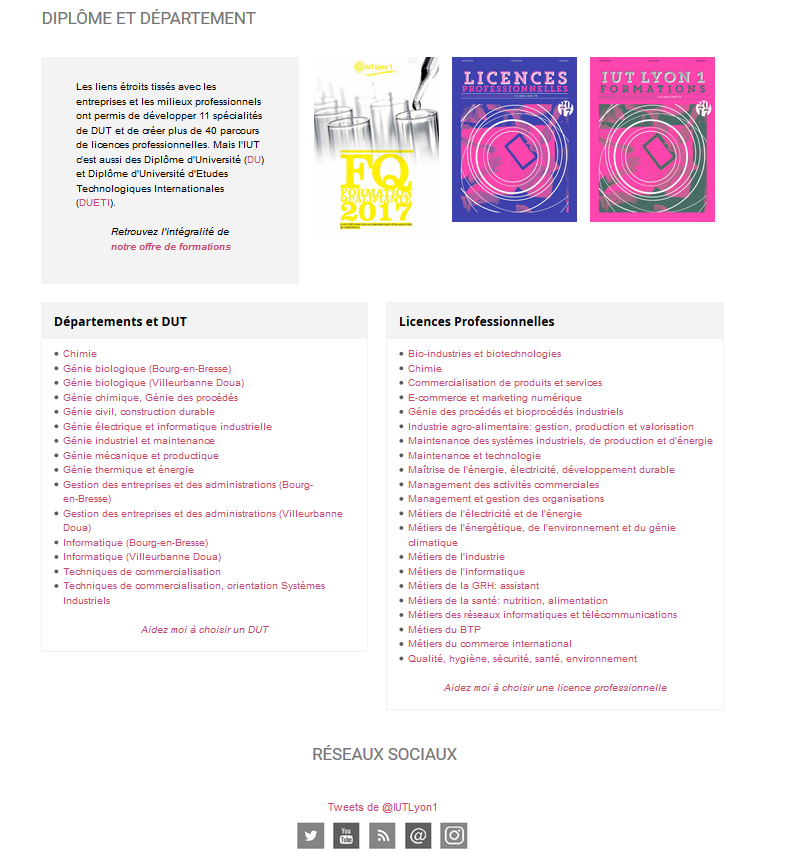 DIPLÔME ET DÉPARTEMENT
Les liens étroits tissés avec les
entreprises et les milieux professionnels
ont permis de développer 11 spécialités
de DUT et de créer plus de 40 parcours
de licences professionnelles. Mais l'IUT
c'est aussi des Diplôme d'Université (DU)
et Diplôme d'Université d'Etudes
Technologiques Internationales
(DUETI).
Retrouvez l'intégralité de
notre offre de formations
IUT Lyon 1
FQ
FORMATION
QUALIFIANTE
2017
LICENCES
PROFESSIONNELLES
2017
IUT LYON 1
FORMATIONS
2017
Départements et DUT
Chimie
Génie biologique (Bourg-en-Bresse)
Génie biologique (Villeurbanne Doua)
Génie chimique, Génie des procédés
Génie civil, construction durable
Génie électrique et informatique industrielle
Génie industriel et maintenance
Génie mécanique et productique
Génie thermique et énergie
Gestion des entreprises et des administrations (Bourg-
en-Bresse)
Gestion des entreprises et des administrations (Villeurbanne
Doua)
Informatique (Bourg-en-Bresse)
Informatique (Villeurbanne Doua)
Techniques de commercialisation
Techniques de commercialisation, orientation Systèmes
Industriels
Aidez moi à choisir un DUT
Licences Professionnelles
Bio-industries et biotechnologies
Chimie
Commercialisation de produits et services
E-commerce et marketing numérique
Génie des procédés et bioprocédés industriels
Industrie agro-alimentaire: gestion, production et valorisation
Maintenance des systèmes industriels, de production et d'énergie
Maintenance et technologie
Maîtrise de l'énergie, électricité, développement durable
Management des activités commerciales
Management et gestion des organisations
Métiers de l'électricité et de l'énergie
Métiers de l'énergétique, de l'environnement et du génie
climatique
Métiers de l'industrie
Métiers de l'informatique
Métiers de la GRH: assistant
Métiers de la santé: nutrition, alimentation
Métiers des réseaux informatiques et télécommunications
Métiers du BTP
Métiers du commerce international
Qualité, hygiène, sécurité, santé, environnement
Aidez moi à choisir une licence professionnelle
RÉSEAUX SOCIAUX
Tweets de @IUTLyon1
You
Tube
@